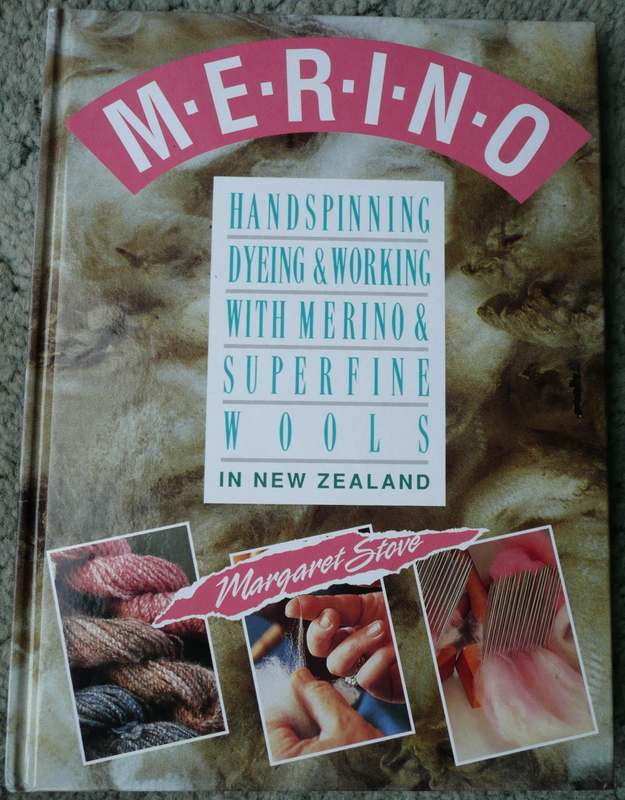 M·E·R·I·N·O
HANDSPINNING
DYEING & WORKING
WITH MERINO &
SUPERFINE
WOOLS
IN NEW ZEALAND
Margaret Stove